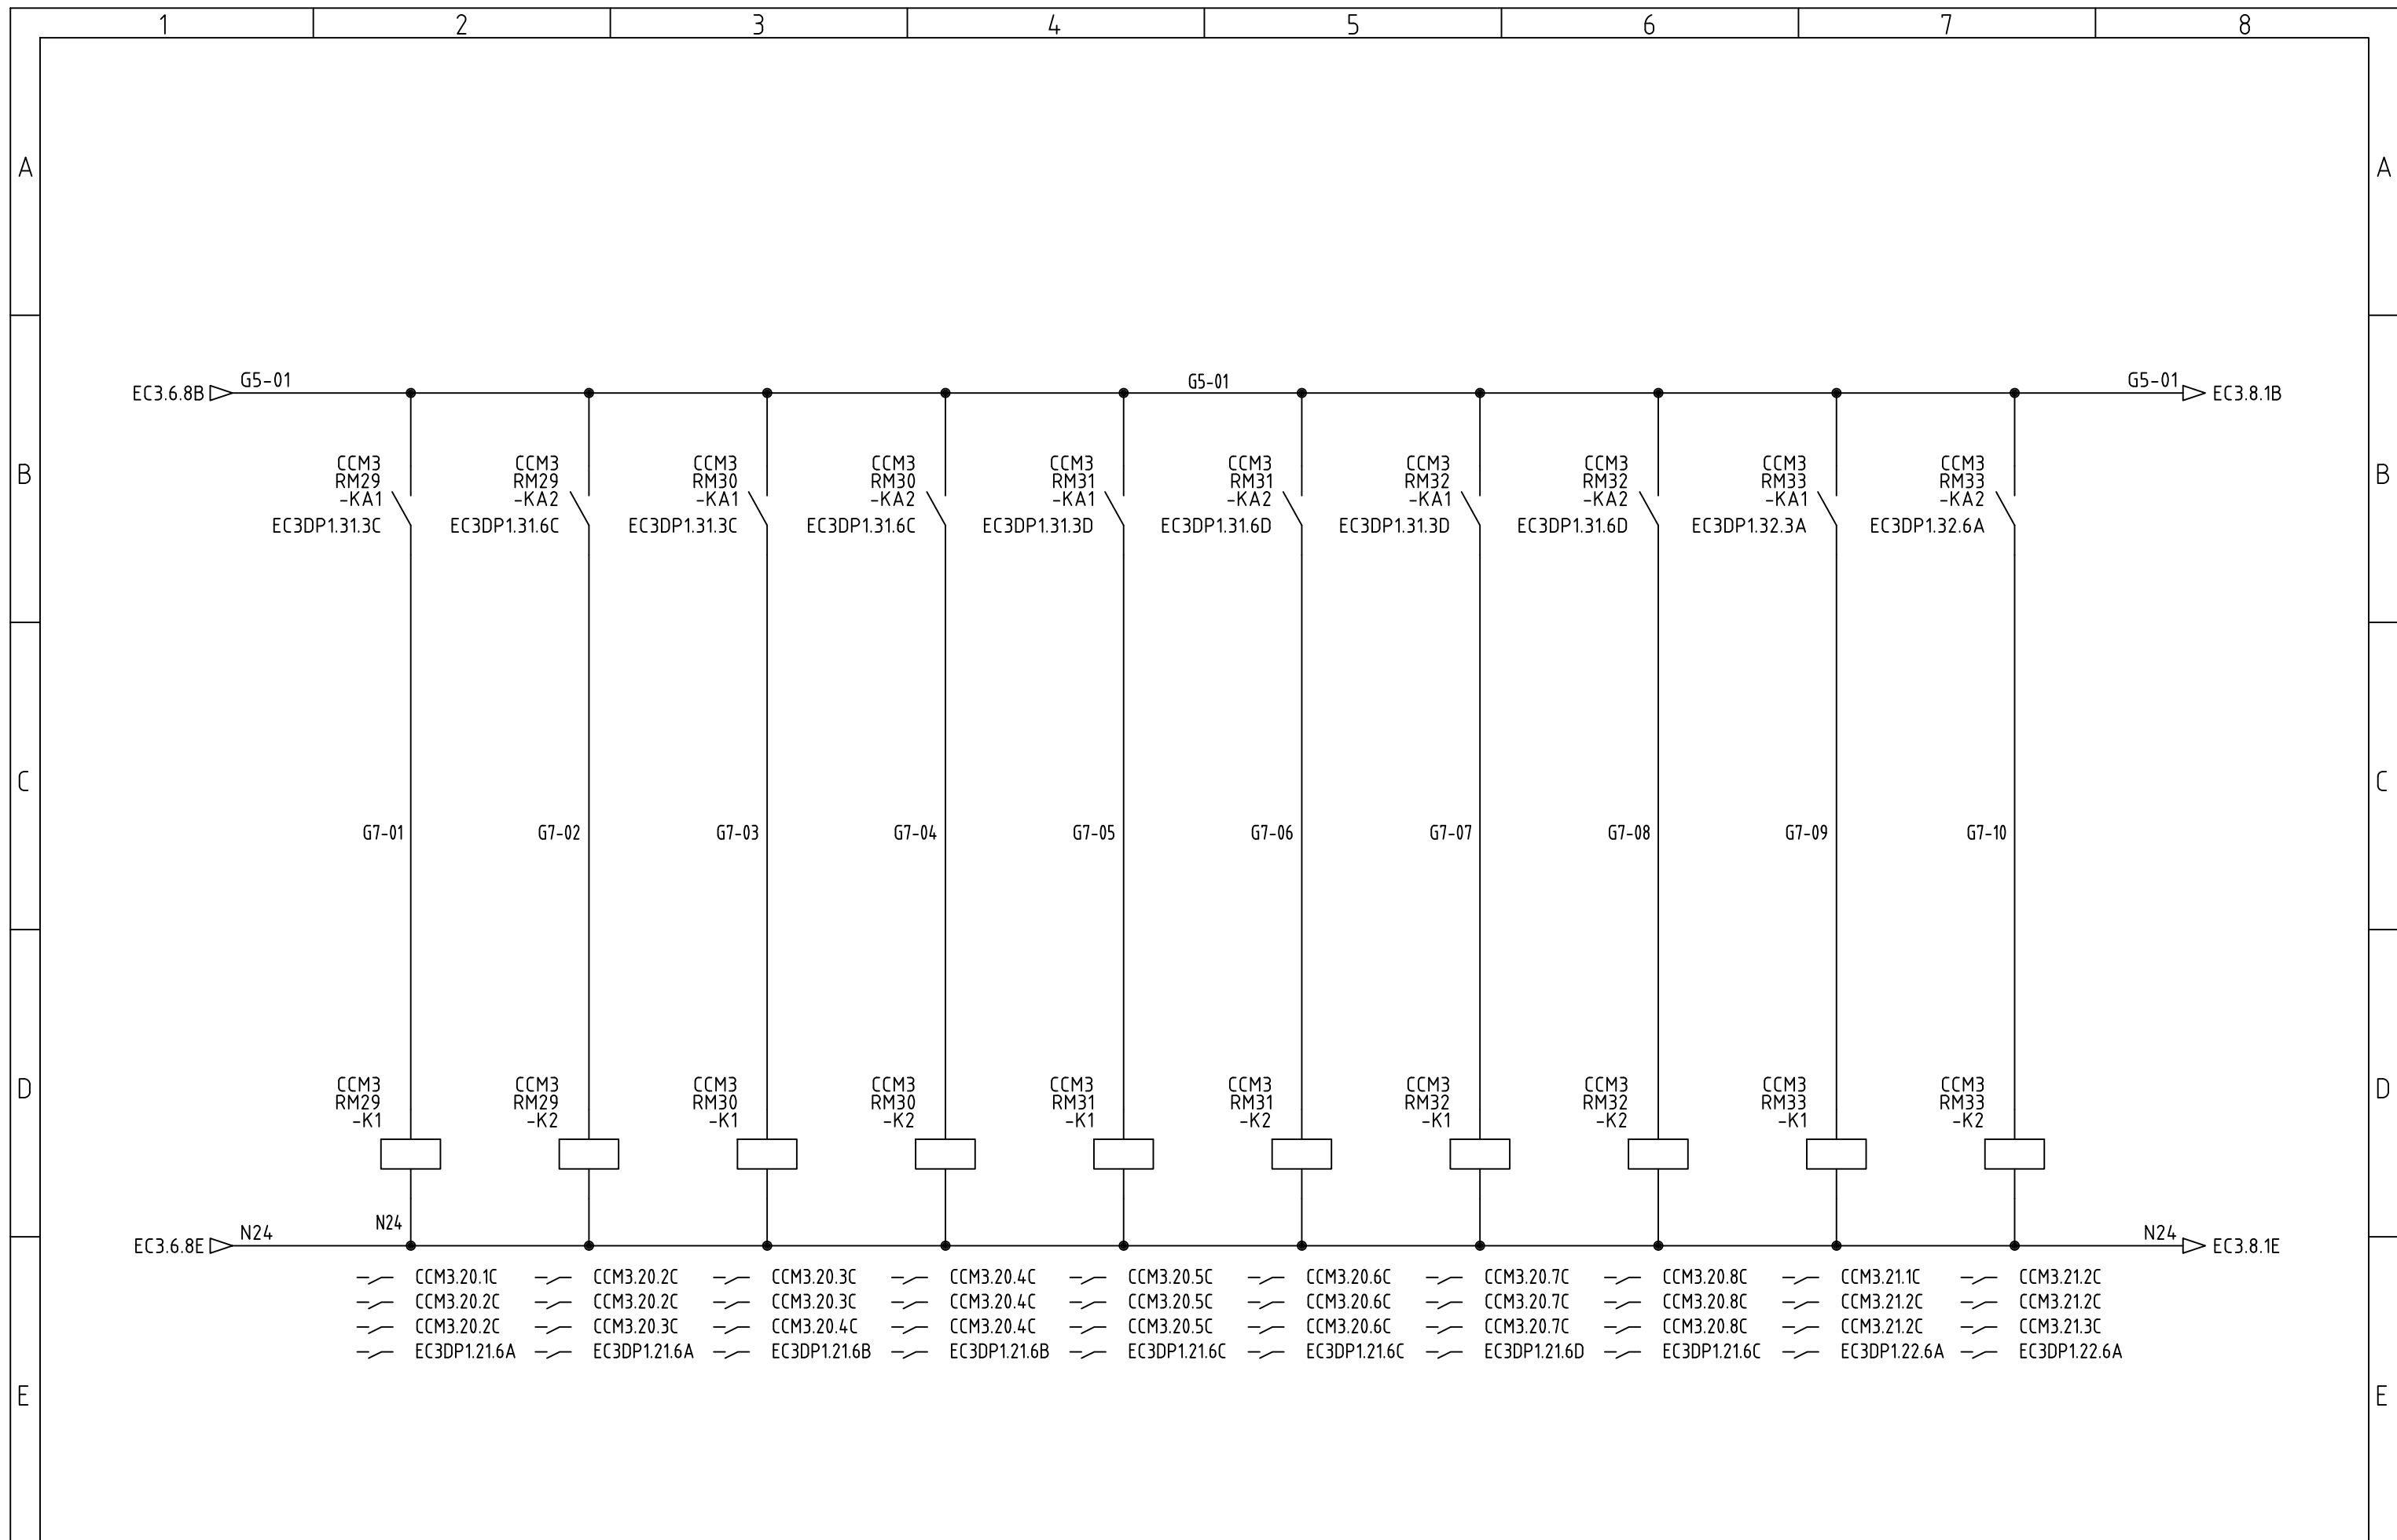 1 2 3 4 5 6 7 8
A A
G5-01 G5-01 G5-01
EC3.6.8B EC3.8.1B
B B
CCM3 CCM3 CCM3 CCM3 CCM3 CCM3 CCM3 CCM3 CCM3 CCM3
RM29 RM29 RM30 RM30 RM31 RM31 RM32 RM32 RM33 RM33
-KA1 -KA2 -KA1 -KA2 -KA1 -KA2 -KA1 -KA2 -KA1 -KA2
EC3DP1.31.3C EC3DP1.31.6C EC3DP1.31.3C EC3DP1.31.6C EC3DP1.31.3D EC3DP1.31.6D EC3DP1.31.3D EC3DP1.31.6D EC3DP1.32.3A EC3DP1.32.6A
C C
G7-01 G7-02 G7-03 G7-04 G7-05 G7-06 G7-07 G7-08 G7-09 G7-10
D D
CCM3 CCM3 CCM3 CCM3 CCM3 CCM3 CCM3 CCM3 CCM3 CCM3
RM29 RM29 RM30 RM30 RM31 RM31 RM32 RM32 RM33 RM33
-K1 -K2 -K1 -K2 -K1 -K2 -K1 -K2 -K1 -K2
N24 N24 N24
EC3.6.8E EC3.8.1E
CCM3.20.1C CCM3.20.2C CCM3.20.3C CCM3.20.4C CCM3.20.5C CCM3.20.6C CCM3.20.7C CCM3.20.8C CCM3.21.1C CCM3.21.2C
CCM3.20.2C CCM3.20.2C CCM3.20.3C CCM3.20.4C CCM3.20.5C CCM3.20.6C CCM3.20.7C CCM3.20.8C CCM3.21.2C CCM3.21.2C
CCM3.20.2C CCM3.20.3C CCM3.20.4C CCM3.20.4C CCM3.20.5C CCM3.20.6C CCM3.20.7C CCM3.20.8C CCM3.21.2C CCM3.21.3C
EC3DP1.21.6A EC3DP1.21.6A EC3DP1.21.6B EC3DP1.21.6B EC3DP1.21.6C EC3DP1.21.6C EC3DP1.21.6D EC3DP1.21.6C EC3DP1.22.6A EC3DP1.22.6A
E E